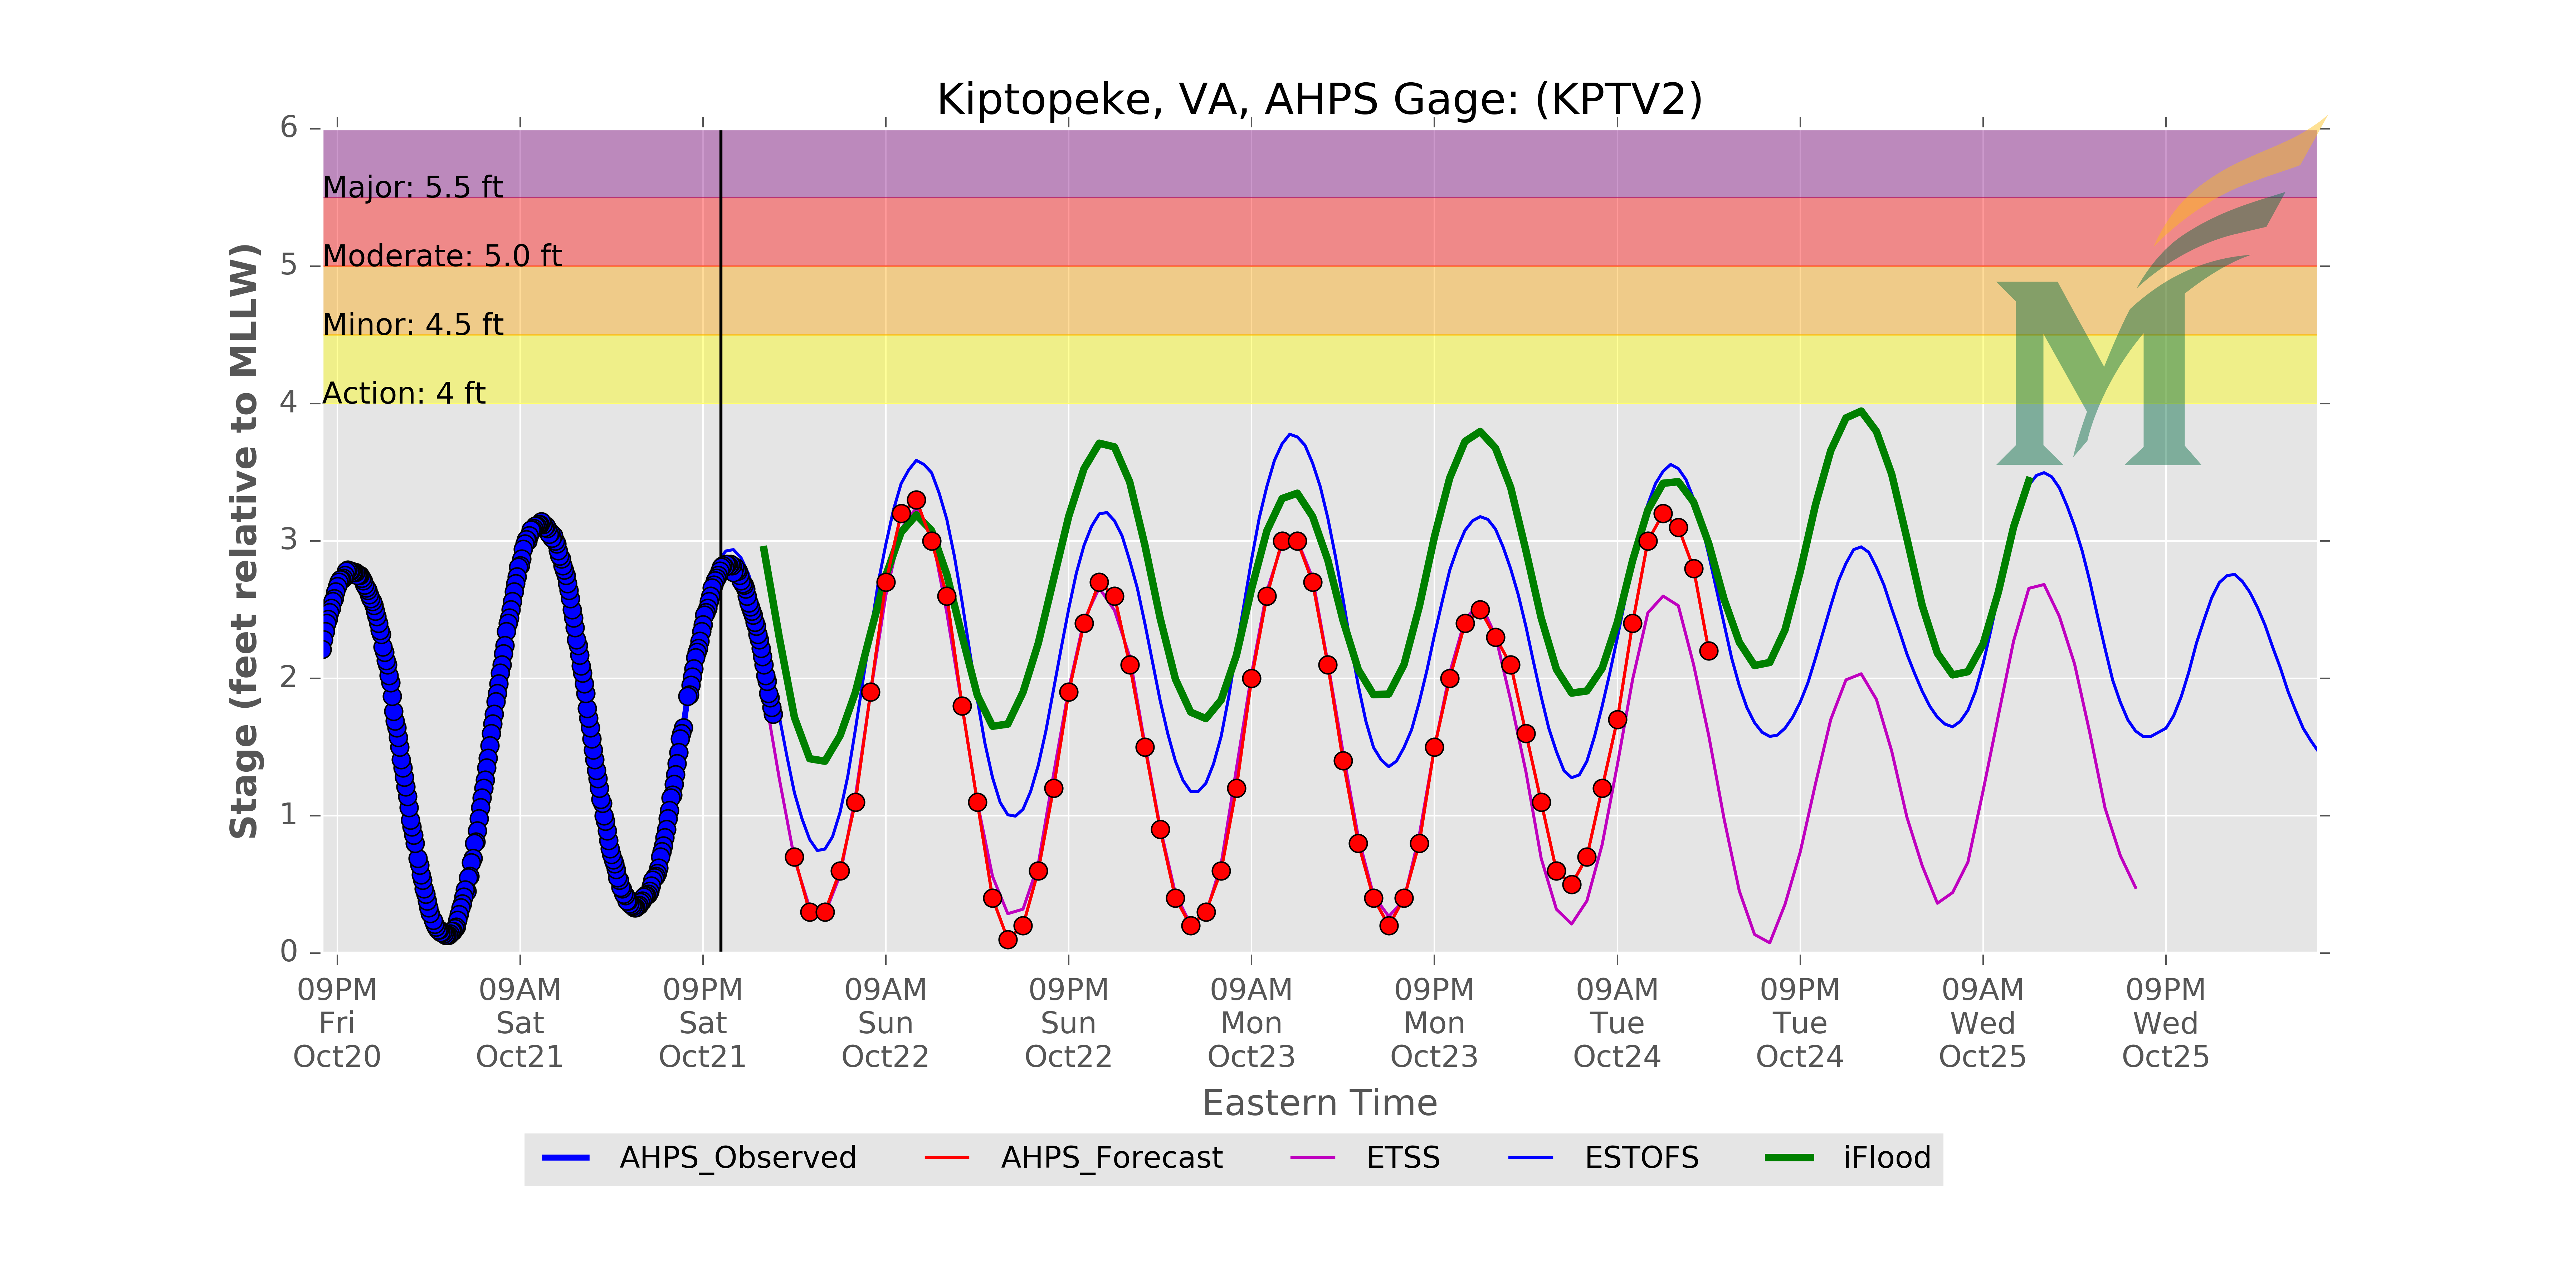 Kiptopeke, VA, AHPS Gage: (KPTV2)
6
Major: 5.5 ft
Moderate: 5.0 ft
5
Minor: 4.5 ft
Action: 4 ft
4
3
2
1
0
Stage (feet relative to MLLW)
09PM 09AM 09PM 09AM 09PM 09AM 09PM 09AM 09PM 09AM 09PM
Fri Sat Sat Sun Sun Mon Mon Tue Tue Wed Wed
Oct20 Oct21 Oct21 Oct22 Oct22 Oct23 Oct23 Oct24 Oct24 Oct25 Oct25
Eastern Time
AHPS_Observed AHPS_Forecast ETSS ESTOFS iFlood
M